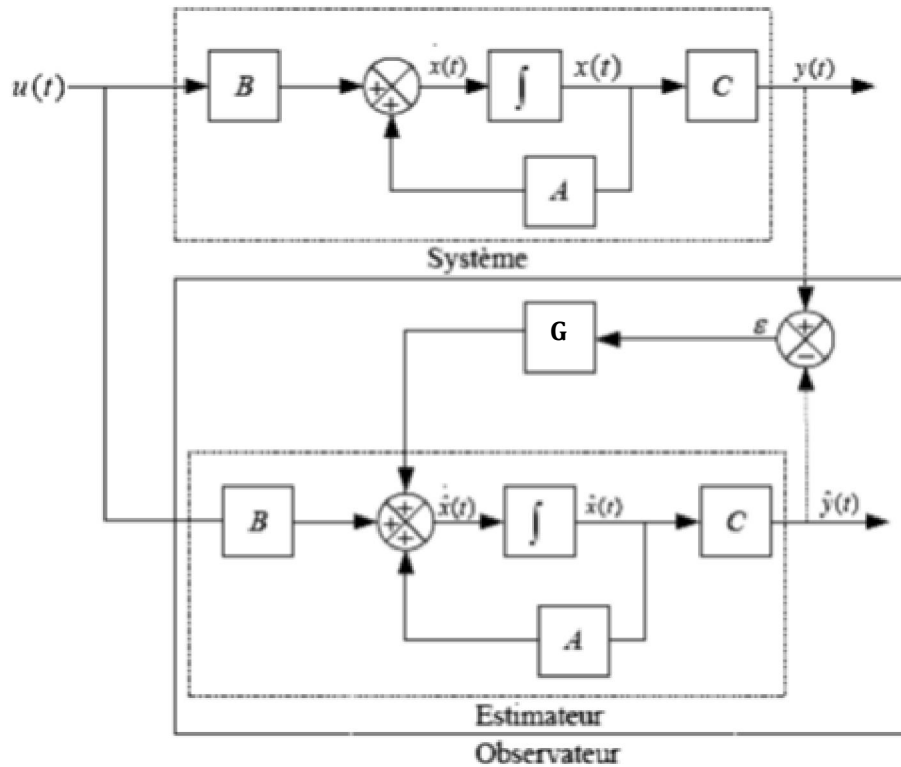 u(t)
B
+
+
ẋ(t)
∫
x(t)
C
y(t)
A
Système
G
ε
+
−
B
+
+
+
x̂̇(t)
∫
x̂(t)
C
ŷ(t)
A
Estimateur
Observateur